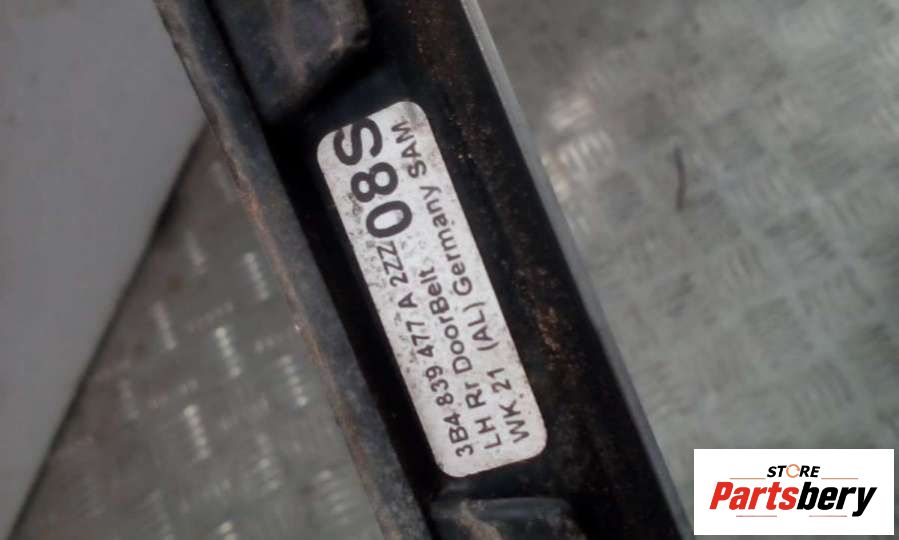 3B4 839 477 A 2ZZ 08S
LH Rr DoorBelt
WK 21 (AL) Germany SAM
STORE
Partsbery